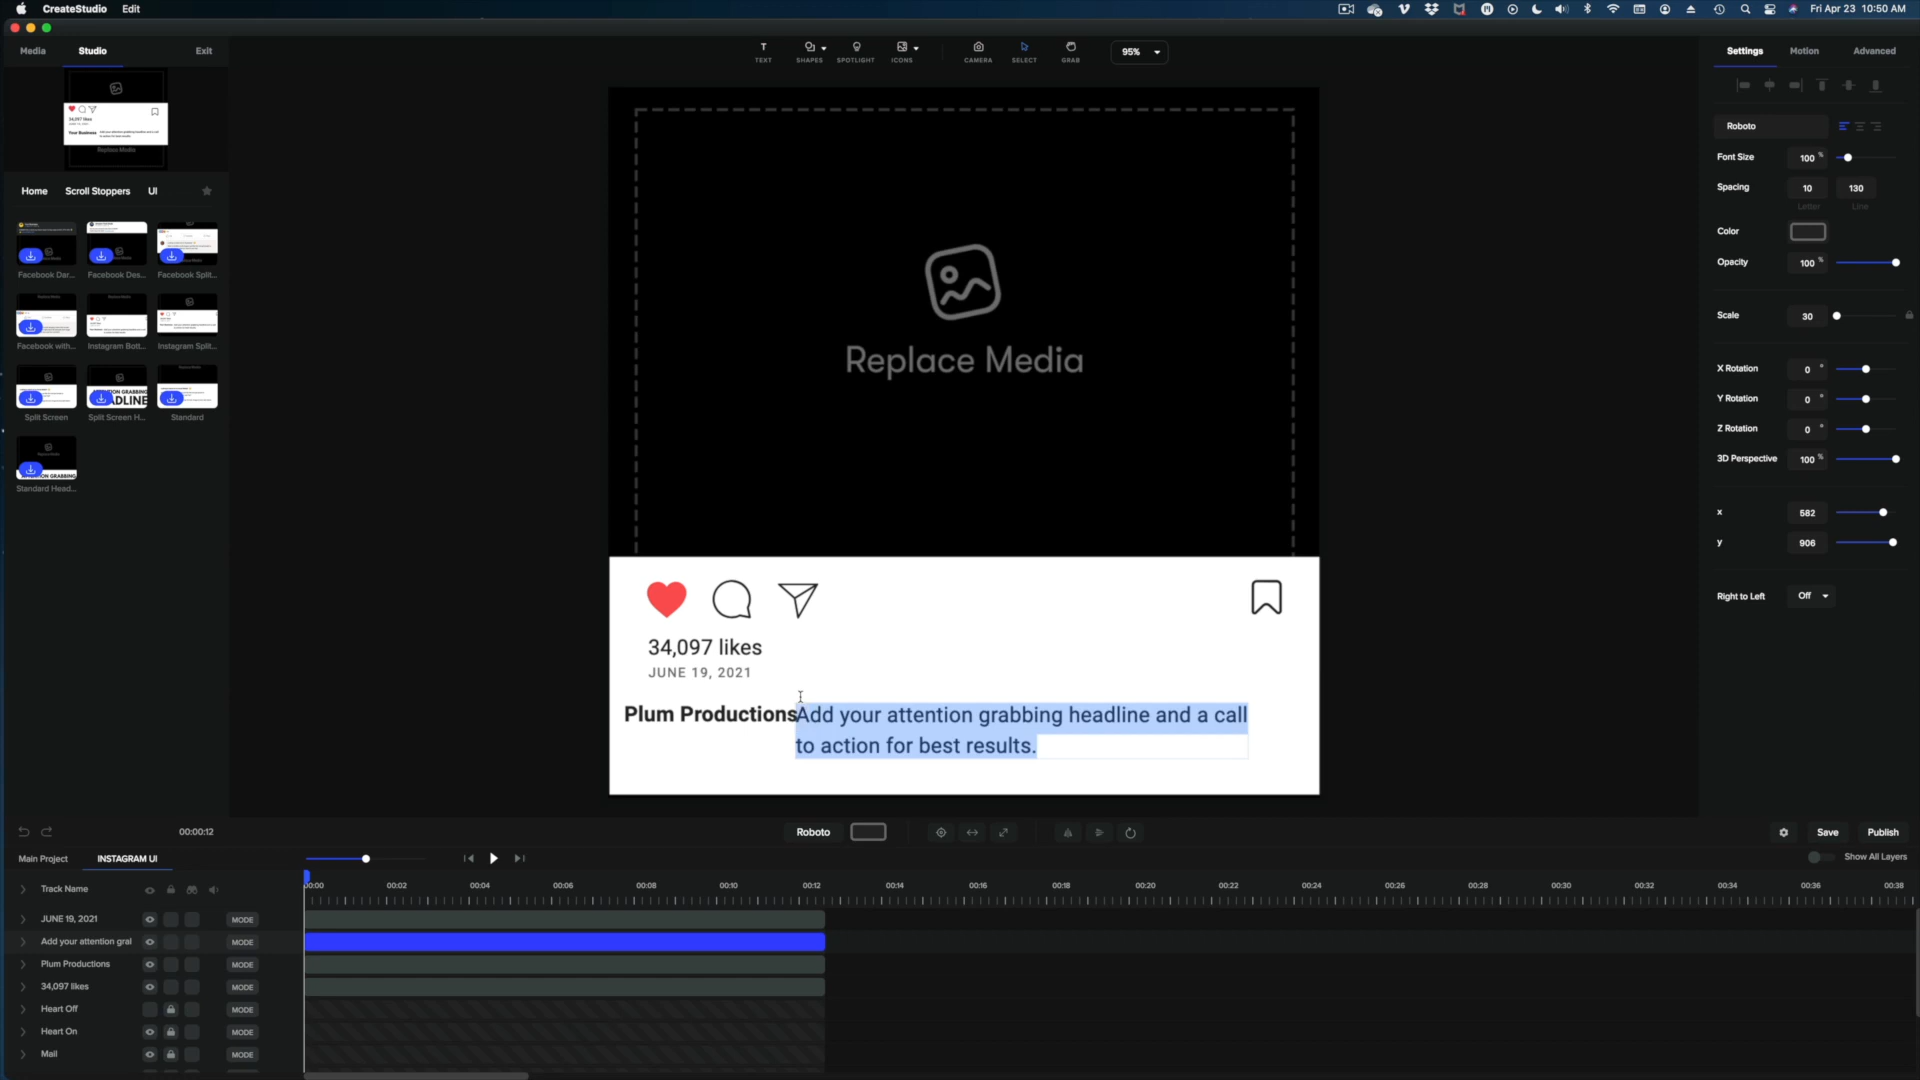 CreateStudio Edit
Fri Apr 23 10:50 AM
Media Studio Exit
TEXT SHAPES SPOTLIGHT ICONS CAMERA SELECT GRAB 95%
Settings Motion Advanced
34,097 likes
Your Business
Replace Media
Home Scroll Stoppers UI
Facebook Dar... Facebook Des... Facebook Split...
Facebook with... Instagram Bott... Instagram Split...
Split Screen Split Screen H... Standard
Standard Head...
Replace Media
34,097 likes
JUNE 19, 2021
Plum Productions Add your attention grabbing headline and a call
to action for best results.
Roboto
Font Size 100 %
Spacing 10 130
Letter Line
Color
Opacity 100 %
Scale 30
X Rotation 0 °
Y Rotation 0 °
Z Rotation 0 °
3D Perspective 100 %
x 582
y 906
Right to Left Off
00:00:12
Roboto
Save Publish
Main Project INSTAGRAM UI
Show All Layers
Track Name
00:00 00:02 00:04 00:06 00:08 00:10 00:12 00:14 00:16 00:18 00:20 00:22 00:24 00:26 00:28 00:30 00:32 00:34 00:36 00:38
JUNE 19, 2021 MODE
Add your attention gral MODE
Plum Productions MODE
34,097 likes MODE
Heart Off MODE
Heart On MODE
Mail MODE